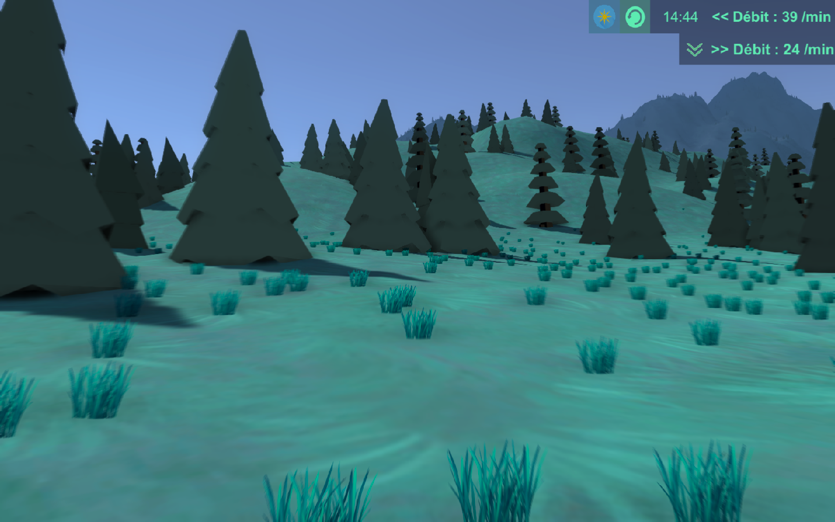 14:44 << Débit : 39 /min
>> Débit : 24 /min